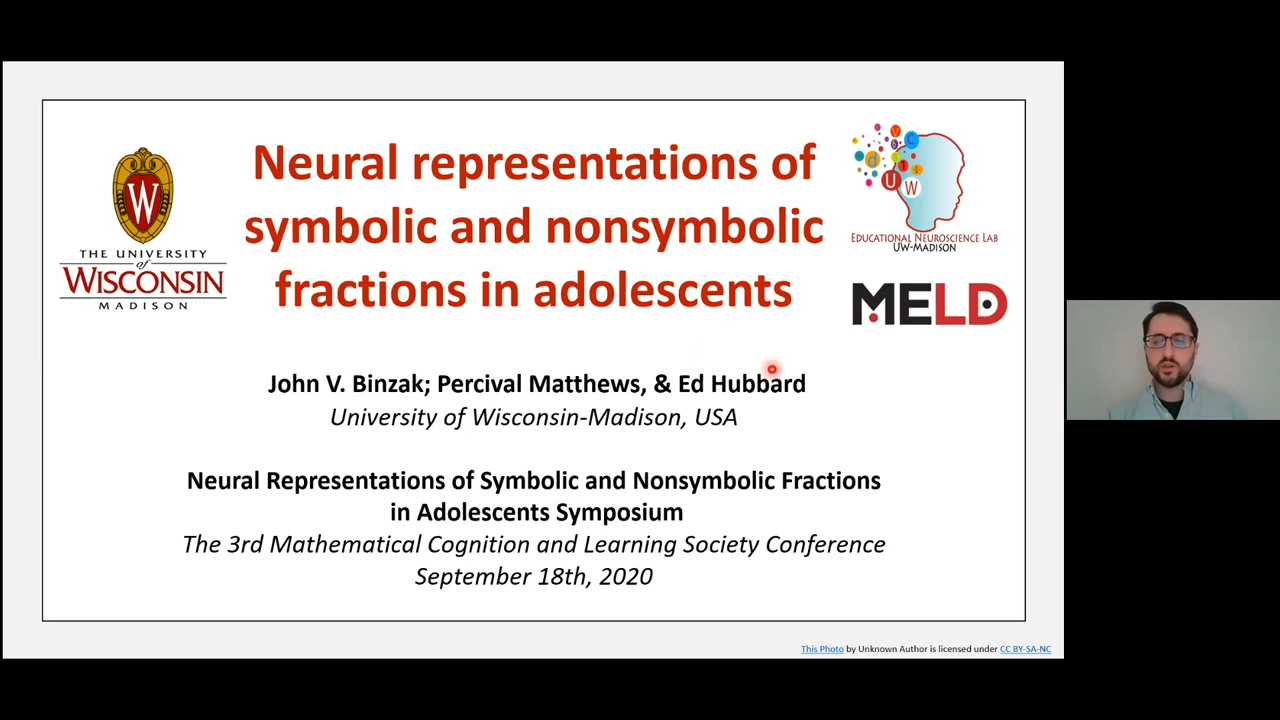 Neural representations of
symbolic and nonsymbolic
fractions in adolescents
W
THE UNIVERSITY
of
WISCONSIN
MADISON
V
C
d
t
U
W
EDUCATIONAL NEUROSCIENCE LAB
UW-MADISON
MELD
John V. Binzak; Percival Matthews, & Ed Hubbard
University of Wisconsin-Madison, USA
Neural Representations of Symbolic and Nonsymbolic Fractions
in Adolescents Symposium
The 3rd Mathematical Cognition and Learning Society Conference
September 18th, 2020
This Photo by Unknown Author is licensed under CC BY-SA-NC